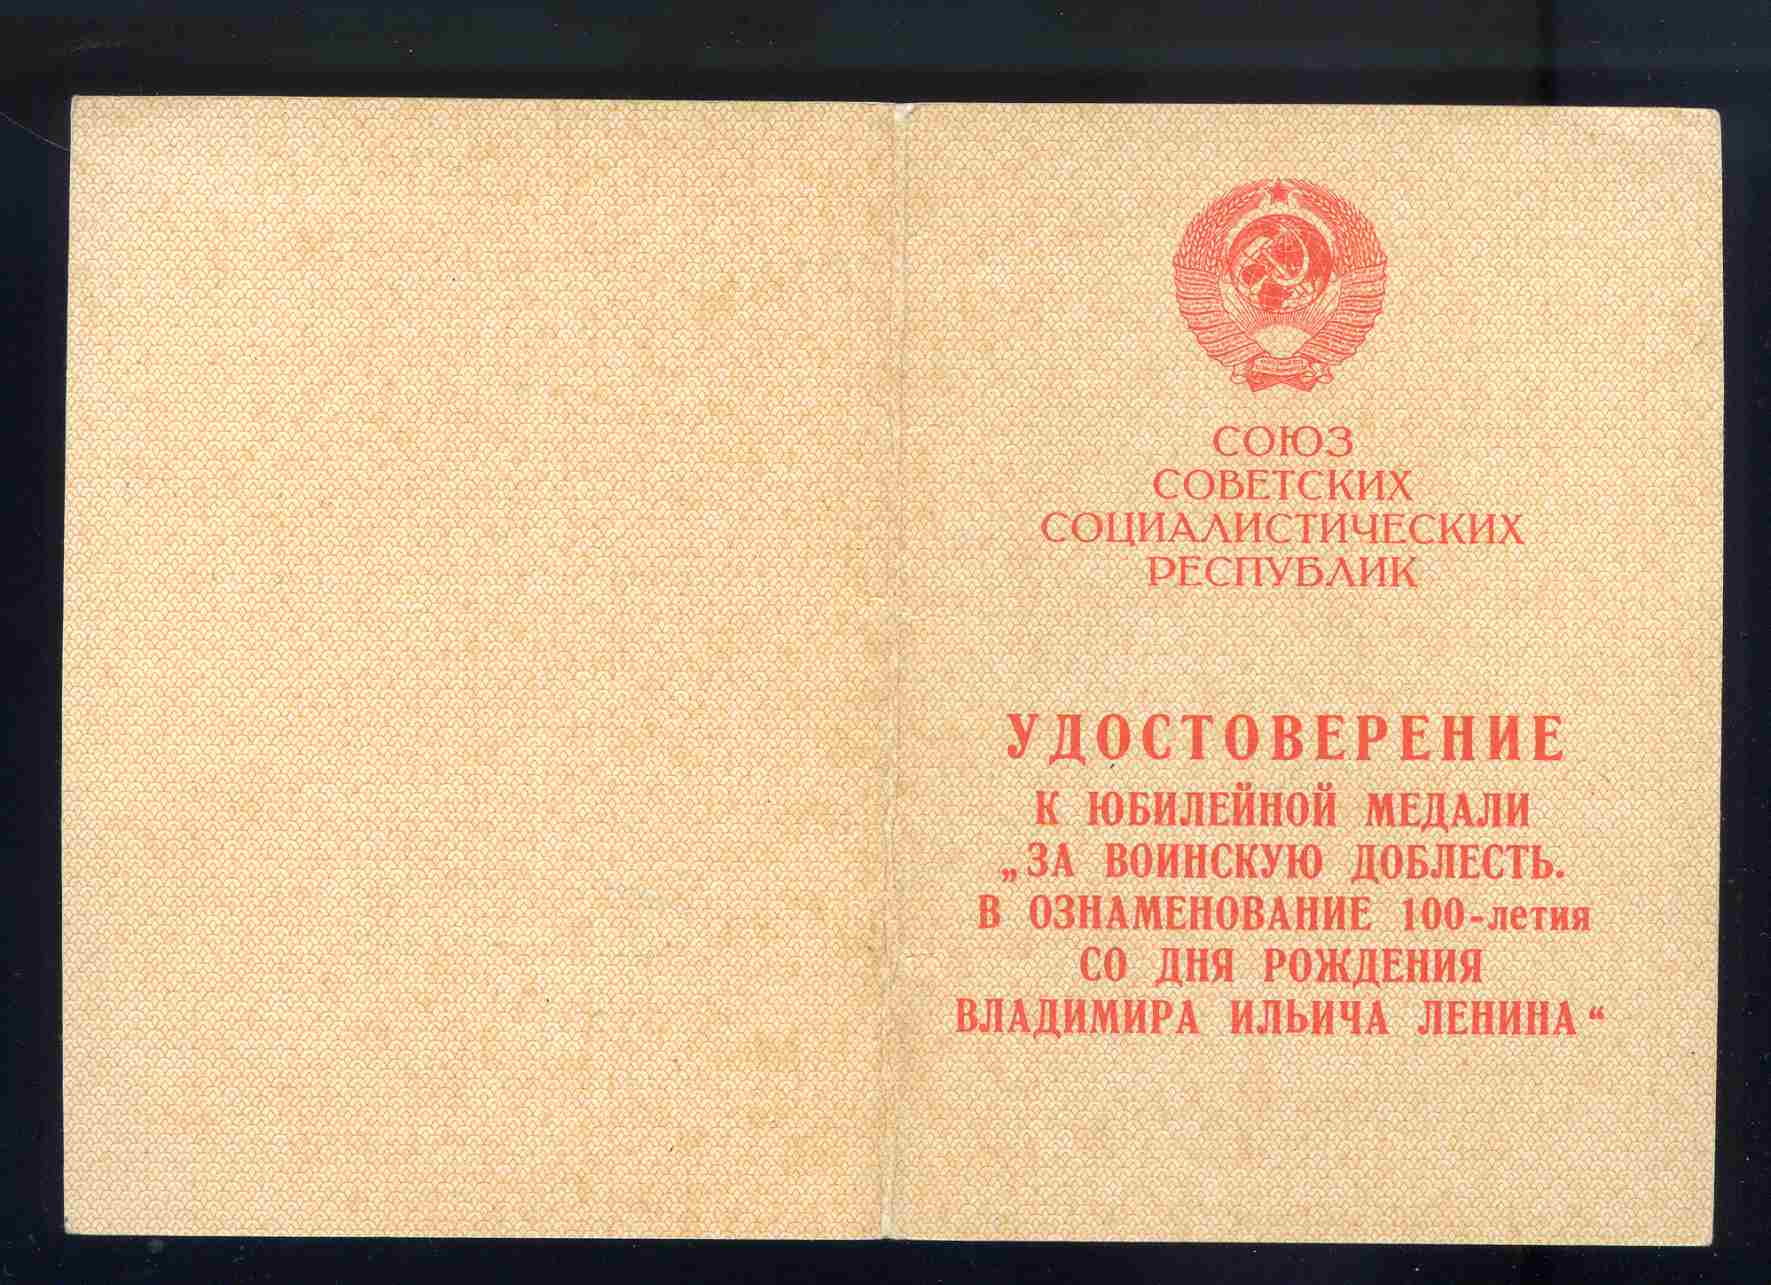 СОЮЗ
СОВЕТСКИХ
СОЦИАЛИСТИЧЕСКИХ
РЕСПУБЛИК
УДОСТОВЕРЕНИЕ
К ЮБИЛЕЙНОЙ МЕДАЛИ
„ЗА ВОИНСКУЮ ДОБЛЕСТЬ.
В ОЗНАМЕНОВАНИЕ 100-летия
СО ДНЯ РОЖДЕНИЯ
ВЛАДИМИРА ИЛЬИЧА ЛЕНИНА“